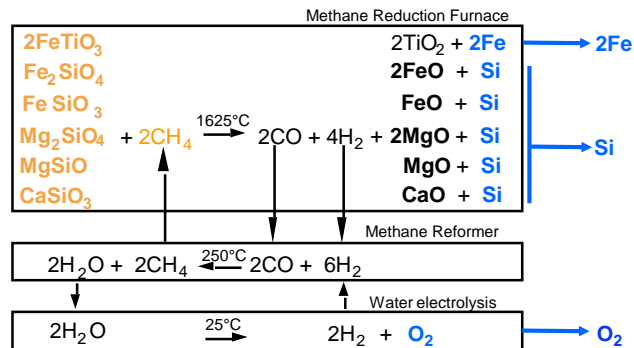 Methane Reduction Furnace
2FeTiO₃ 2TiO₂ + 2Fe 2Fe
Fe₂SiO₄ 2FeO + Si
FeSiO₃ FeO + Si
Mg₂SiO₄ + 2CH₄ 1625°C 2CO + 4H₂ + 2MgO + Si Si
MgSiO MgO + Si
CaSiO₃ CaO + Si
Methane Reformer
2H₂O + 2CH₄ 250°C 2CO + 6H₂
Water electrolysis
2H₂O 25°C 2H₂ + O₂ O₂